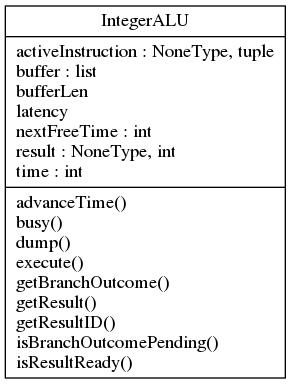 IntegerALU
activeInstruction : NoneType, tuple
buffer : list
bufferLen
latency
nextFreeTime : int
result : NoneType, int
time : int
advanceTime()
busy()
dump()
execute()
getBranchOutcome()
getResult()
getResultID()
isBranchOutcomePending()
isResultReady()